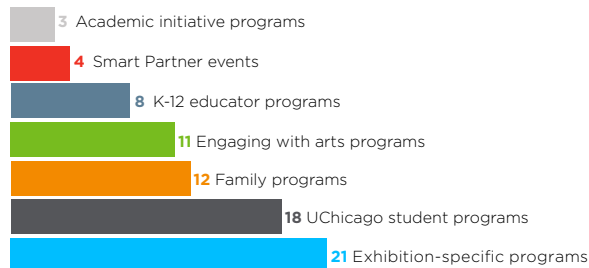 3 Academic initiative programs
4 Smart Partner events
8 K-12 educator programs
11 Engaging with arts programs
12 Family programs
18 UChicago student programs
21 Exhibition-specific programs